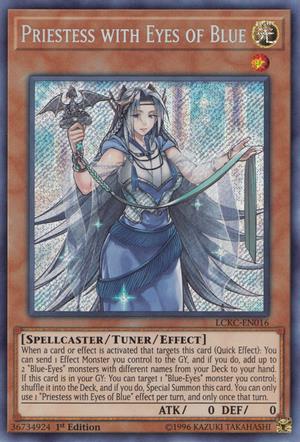 PRIESTESS WITH EYES OF BLUE
LCKC-EN016
[SPELLCASTER/TUNER/EFFECT]
When a card or effect is activated that targets this card (Quick Effect): You
can send 1 Effect Monster you control to the GY, and if you do, add up to
2 "Blue-Eyes" monsters with different names from your Deck to your hand.
If this card is in your GY: You can target 1 "Blue-Eyes" monster you control;
shuffle it into the Deck, and if you do, Special Summon this card. You can only
use 1 "Priestess with Eyes of Blue" effect per turn, and only once that turn.
ATK/ 0 DEF/ 0
36734924 1st Edition ©1996 KAZUKI TAKAHASHI